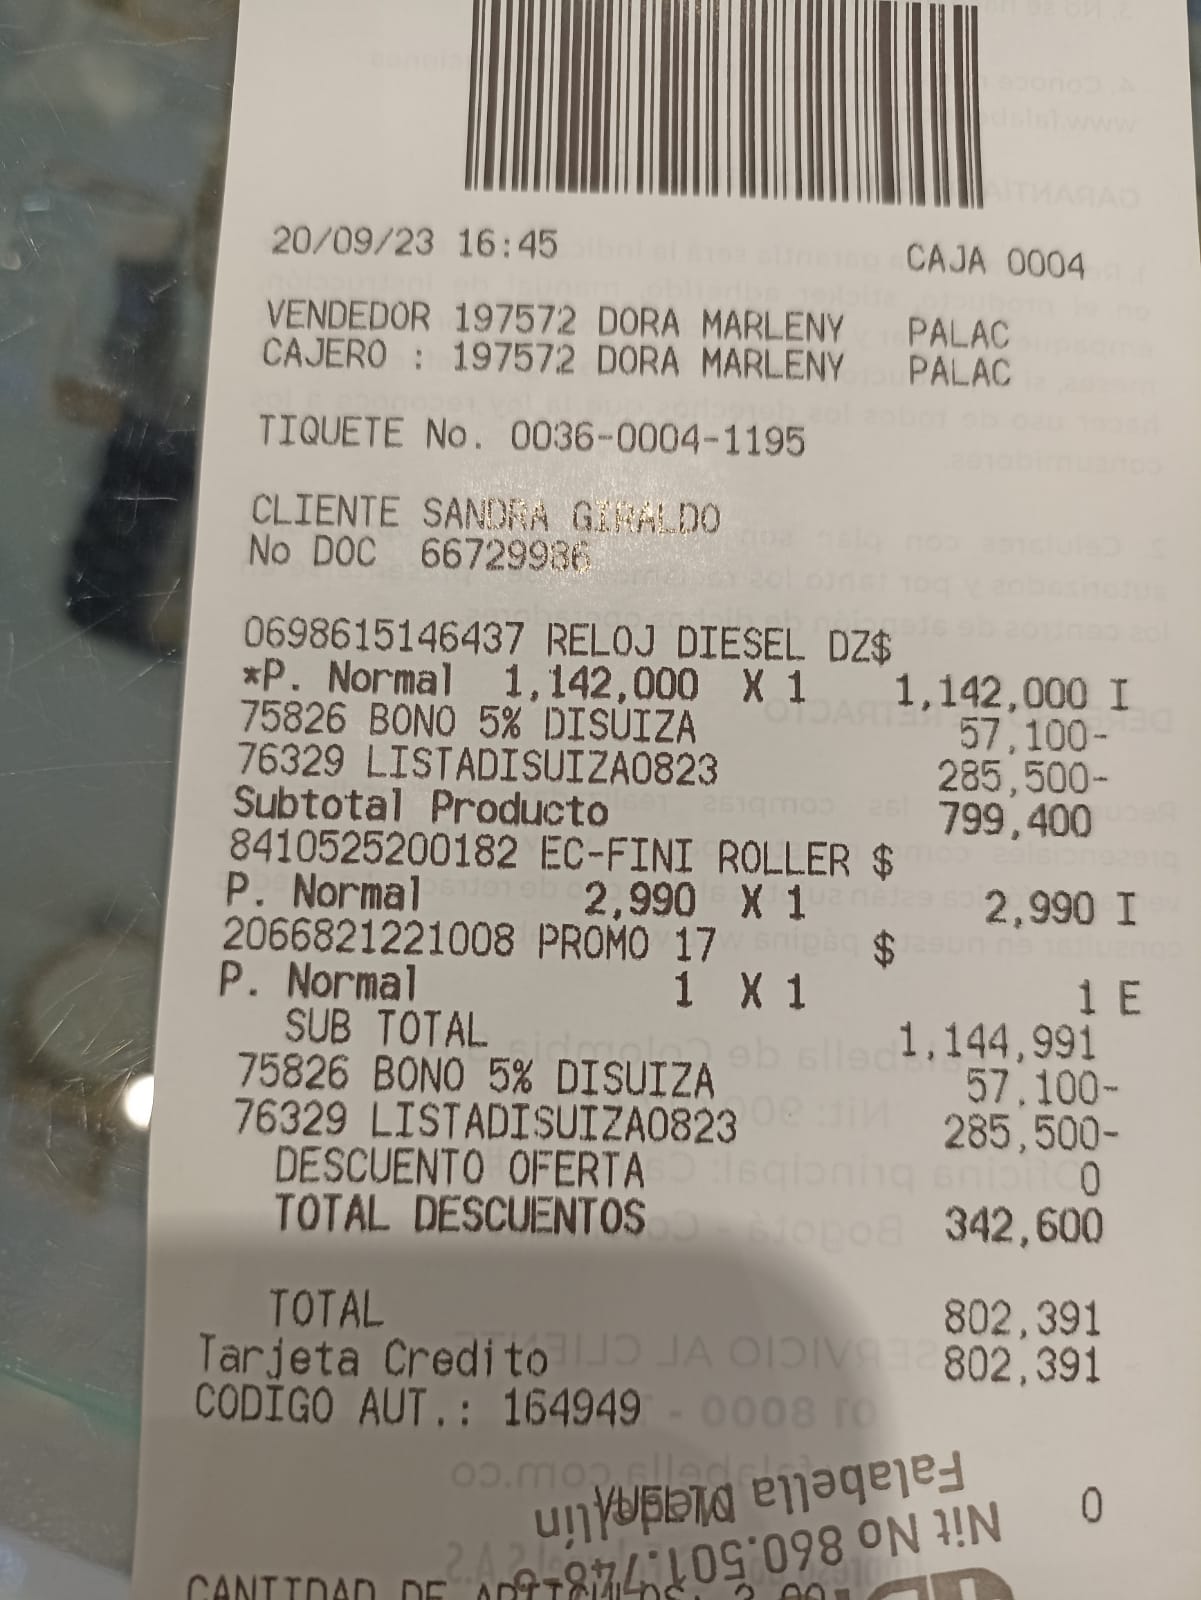 20/09/23 16:45 CAJA 0004
VENDEDOR 197572 DORA MARLENY PALAC
CAJERO : 197572 DORA MARLENY PALAC
TIQUETE No. 0036-0004-1195
CLIENTE SANDRA GIRALDO
No DOC 66729986
0698615146437 RELOJ DIESEL DZ$
*P. Normal 1,142,000 X 1 1,142,000 I
75826 BONO 5% DISUIZA 57,100-
76329 LISTADISUIZA0823 285,500-
Subtotal Producto 799,400
8410525200182 EC-FINI ROLLER $
P. Normal 2,990 X 1 2,990 I
2066821221008 PROMO 17 $
P. Normal 1 X 1 1 E
SUB TOTAL 1,144,991
75826 BONO 5% DISUIZA 57,100-
76329 LISTADISUIZA0823 285,500-
DESCUENTO OFERTA 0
TOTAL DESCUENTOS 342,600
TOTAL 802,391
Tarjeta Credito 802,391
CODIGO AUT.: 164949
Falabella
0
Nit No 860.501.748-8
CANTIDAD DE